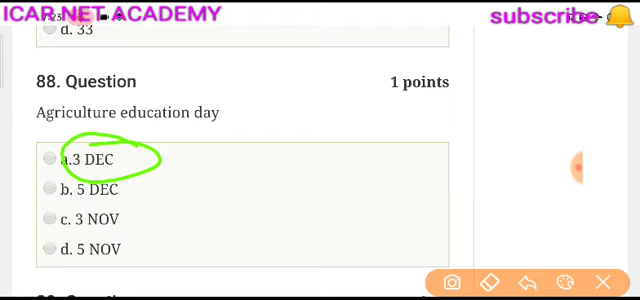 ICAR NET ACADEMY
subscribe
d. 33
88. Question
1 points
Agriculture education day
a.3 DEC
b. 5 DEC
c. 3 NOV
d. 5 NOV